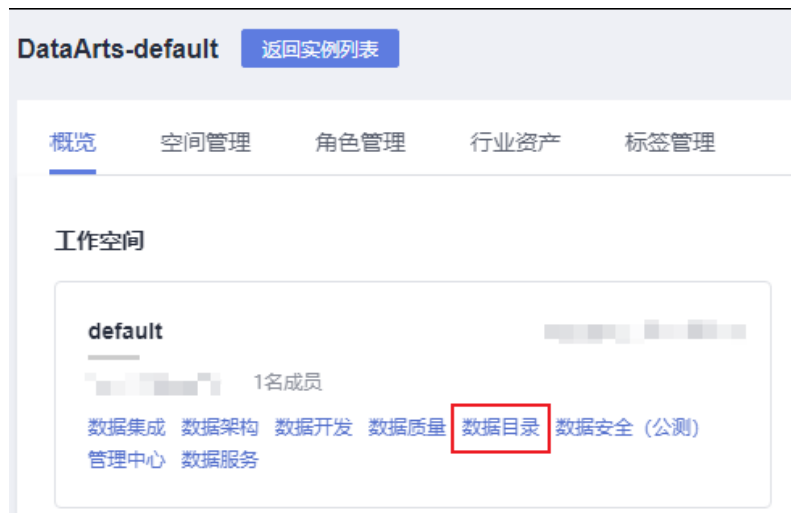 DataArts-default 返回实例列表
概览 空间管理 角色管理 行业资产 标签管理
工作空间
default
1名成员
数据集成 数据架构 数据开发 数据质量 数据目录 数据安全（公测）
管理中心 数据服务